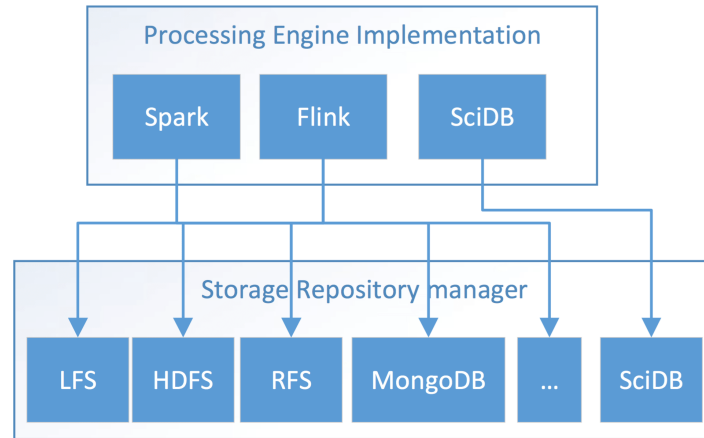 Processing Engine Implementation
Spark
Flink
SciDB
Storage Repository manager
LFS
HDFS
RFS
MongoDB
...
SciDB